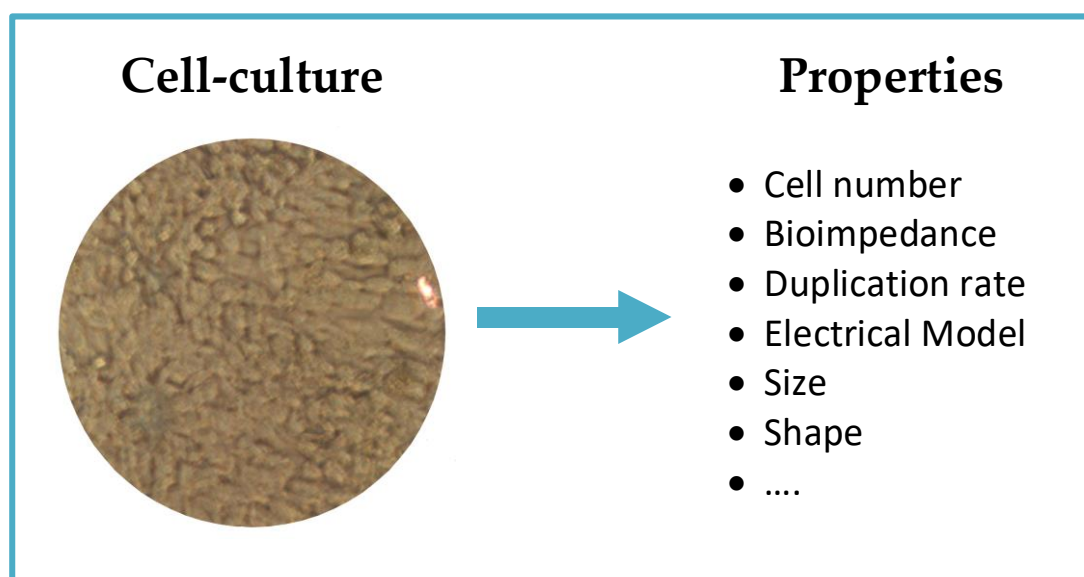 Cell-culture
Properties
• Cell number
• Bioimpedance
• Duplication rate
• Electrical Model
• Size
• Shape
• ....